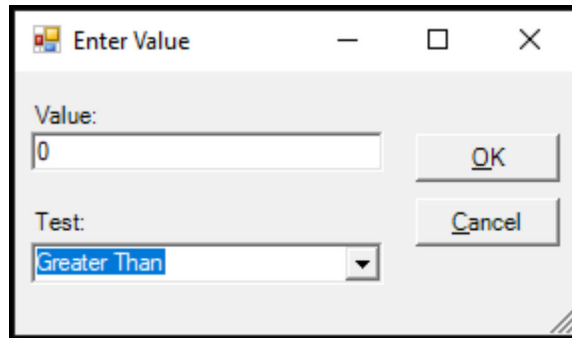 Enter Value
Value:
0
OK
Test:
Cancel
Greater Than